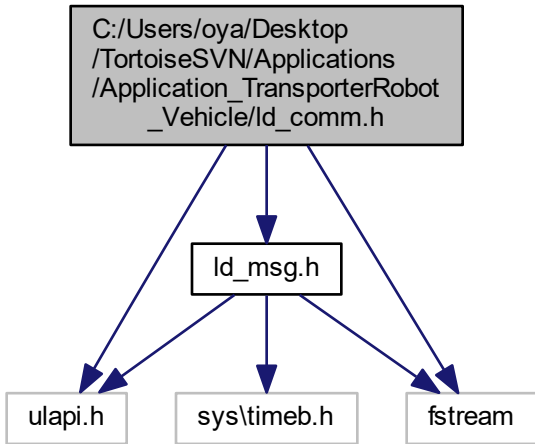 C:/Users/oya/Desktop
/TortoiseSVN/Applications
/Application_TransporterRobot
_Vehicle/ld_comm.h
ld_msg.h
ulapi.h
sys\timeb.h
fstream